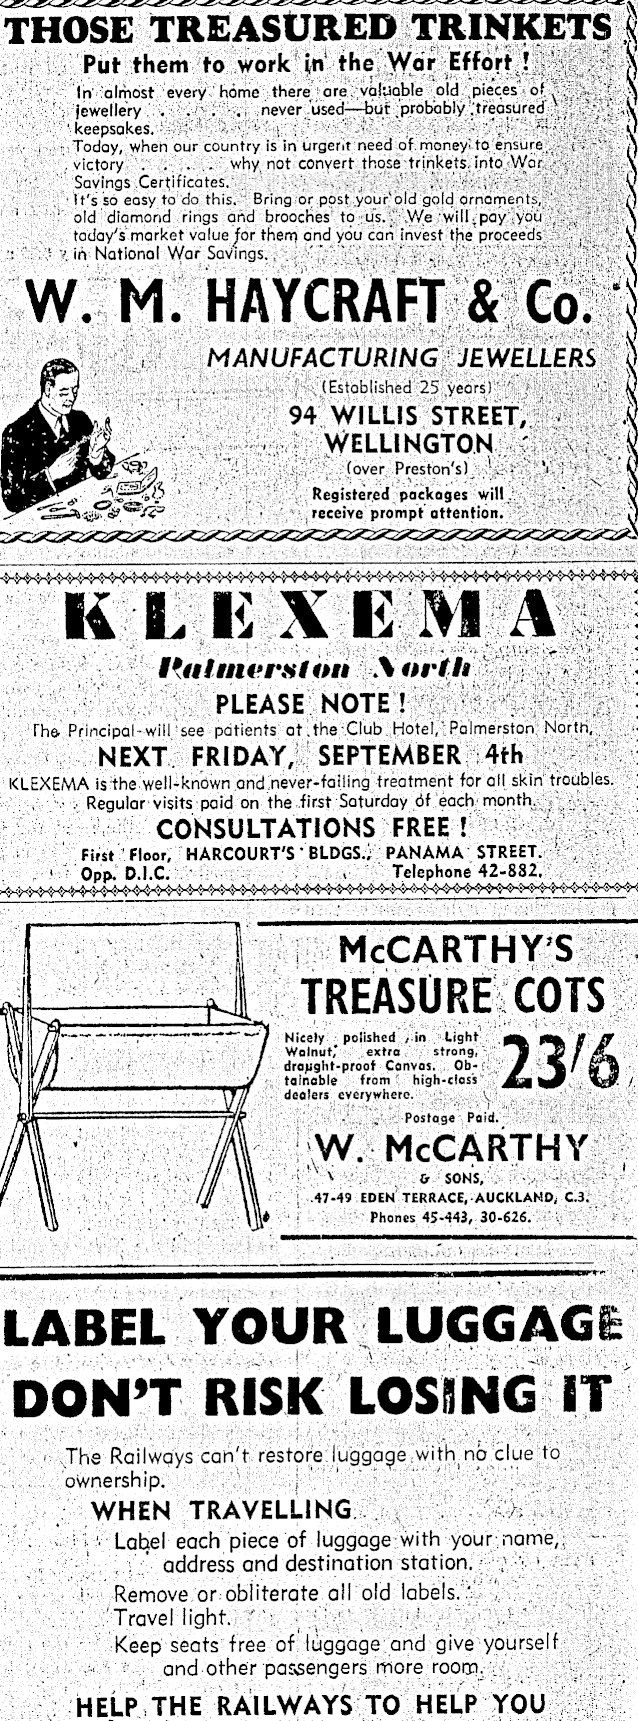 THOSE TREASURED TRINKETS
Put them to work in the War Effort !
In almost every home there are valuable old pieces of
jewellery . . . . . never used—but probably treasured
keepsakes.
Today, when our country is in urgent need of money to ensure
victory . . . . . why not convert those trinkets into War
Savings Certificates.
It's so easy to do this. Bring or post your old gold ornaments,
old diamond rings and brooches to us. We will pay you
today's market value for them and you can invest the proceeds
in National War Savings.
W. M. HAYCRAFT & Co.
MANUFACTURING JEWELLERS
(Established 25 years)
94 WILLIS STREET,
WELLINGTON
(over Preston's)
Registered packages will
receive prompt attention.
KLEXEMA
Palmerston North
PLEASE NOTE !
The Principal will see patients at the Club Hotel, Palmerston North,
NEXT FRIDAY, SEPTEMBER 4th
KLEXEMA is the well-known and never-failing treatment for all skin troubles.
Regular visits paid on the first Saturday of each month.
CONSULTATIONS FREE !
First Floor, HARCOURT'S BLDGS., PANAMA STREET.
Opp. D.I.C. Telephone 42-882.
McCARTHY'S
TREASURE COTS
Nicely polished in Light
Walnut, extra strong,
draught-proof Canvas. Ob-
tainable from high-class
dealers everywhere.
23/6
Postage Paid.
W. McCARTHY
& SONS,
47-49 EDEN TERRACE, AUCKLAND, C.3.
Phones 45-443, 30-626.
LABEL YOUR LUGGAGE
DON'T RISK LOSING IT
The Railways can't restore luggage with no clue to
ownership.
WHEN TRAVELLING
Label each piece of luggage with your name,
address and destination station.
Remove or obliterate all old labels.
Travel light.
Keep seats free of luggage and give yourself
and other passengers more room.
HELP THE RAILWAYS TO HELP YOU